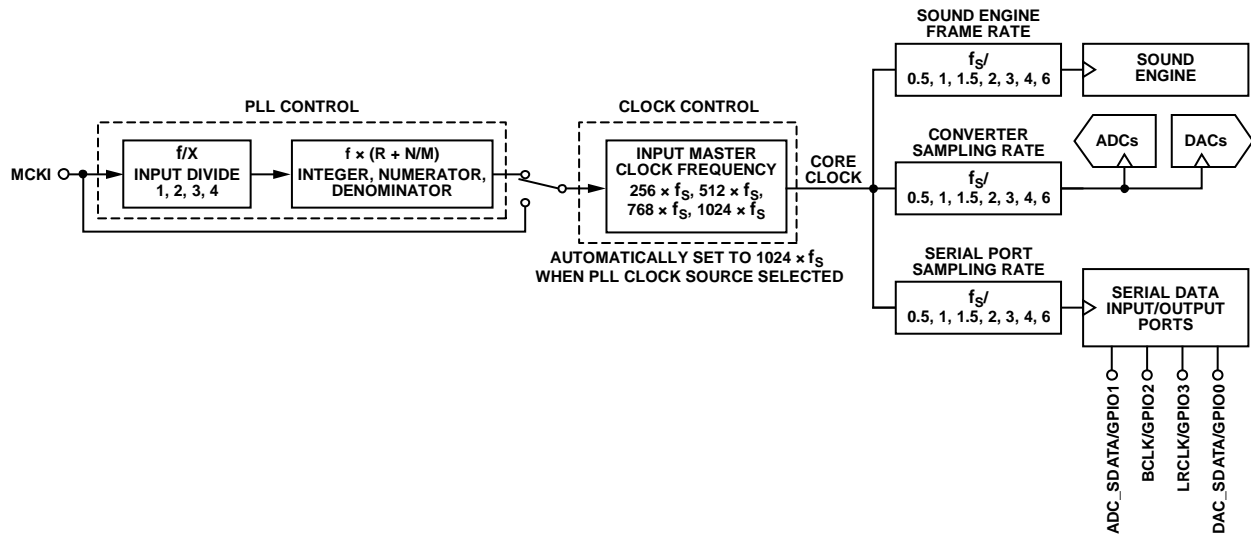 SOUND ENGINE
FRAME RATE
fS/
0.5, 1, 1.5, 2, 3, 4, 6
SOUND
ENGINE
PLL CONTROL
CLOCK CONTROL
MCKI
f/X
INPUT DIVIDE
1, 2, 3, 4
f × (R + N/M)
INTEGER, NUMERATOR,
DENOMINATOR
INPUT MASTER
CLOCK FREQUENCY
256 × fS, 512 × fS,
768 × fS, 1024 × fS
AUTOMATICALLY SET TO 1024 × fS
WHEN PLL CLOCK SOURCE SELECTED
CORE
CLOCK
CONVERTER
SAMPLING RATE
fS/
0.5, 1, 1.5, 2, 3, 4, 6
ADCs
DACs
SERIAL PORT
SAMPLING RATE
fS/
0.5, 1, 1.5, 2, 3, 4, 6
SERIAL DATA
INPUT/OUTPUT
PORTS
ADC_SDATA/GPIO1
BCLK/GPIO2
LRCLK/GPIO3
DAC_SDATA/GPIO0